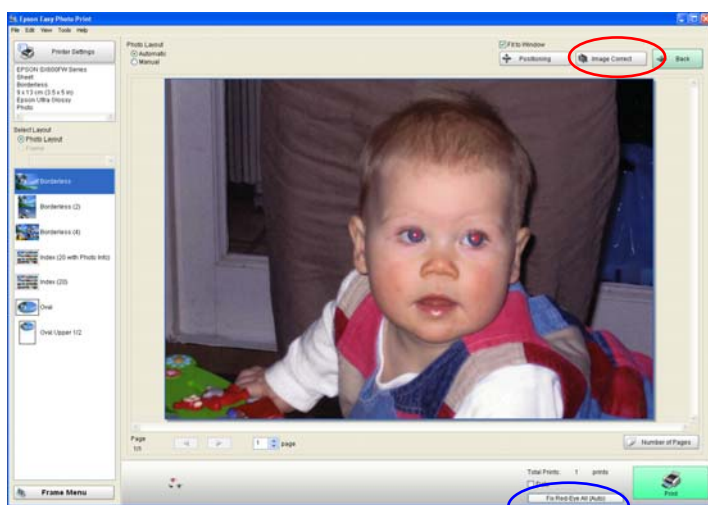 Epson Easy Photo Print
File Edit View Tools Help
Printer Settings
EPSON SX600FW Series
Sheet
Borderless
9 x 13 cm (3.5 x 5 in)
Epson Ultra Glossy
Photo
Select Layout
Photo Layout
Frame
Borderless
Borderless (2)
Borderless (4)
Index (20 with Photo Info)
Index (20)
Oval
Oval Upper 1/2
Frame Menu
Photo Layout
Automatic
Manual
Fit to Window
Positioning
Image Correct
Back
Page
1/1
1 page
Number of Pages
Total Prints: 1 prints
Fix Red-Eye All (Auto)
Print